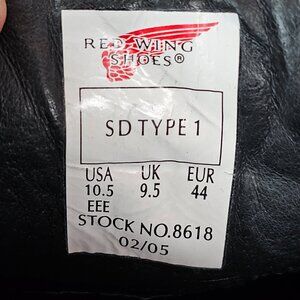 RED WING
SHOES®
SD TYPE 1
USA UK EUR
10.5 9.5 44
EEE
STOCK NO.8618
02/05